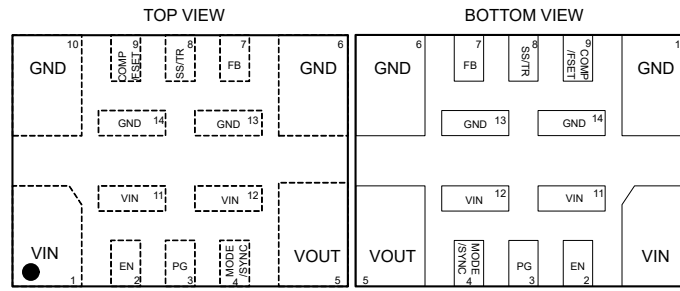 TOP VIEW
BOTTOM VIEW
10 9 8 7 6
GND COMP /FSET SS/TR FB GND
GND 14 GND 13
VIN 11 VIN 12
VIN EN PG MODE /SYNC VOUT
1 2 3 4 5
6 7 8 9 1
GND FB SS/TR COMP /FSET GND
GND 13 GND 14
VIN 12 VIN 11
VOUT MODE /SYNC PG EN VIN
5 4 3 2